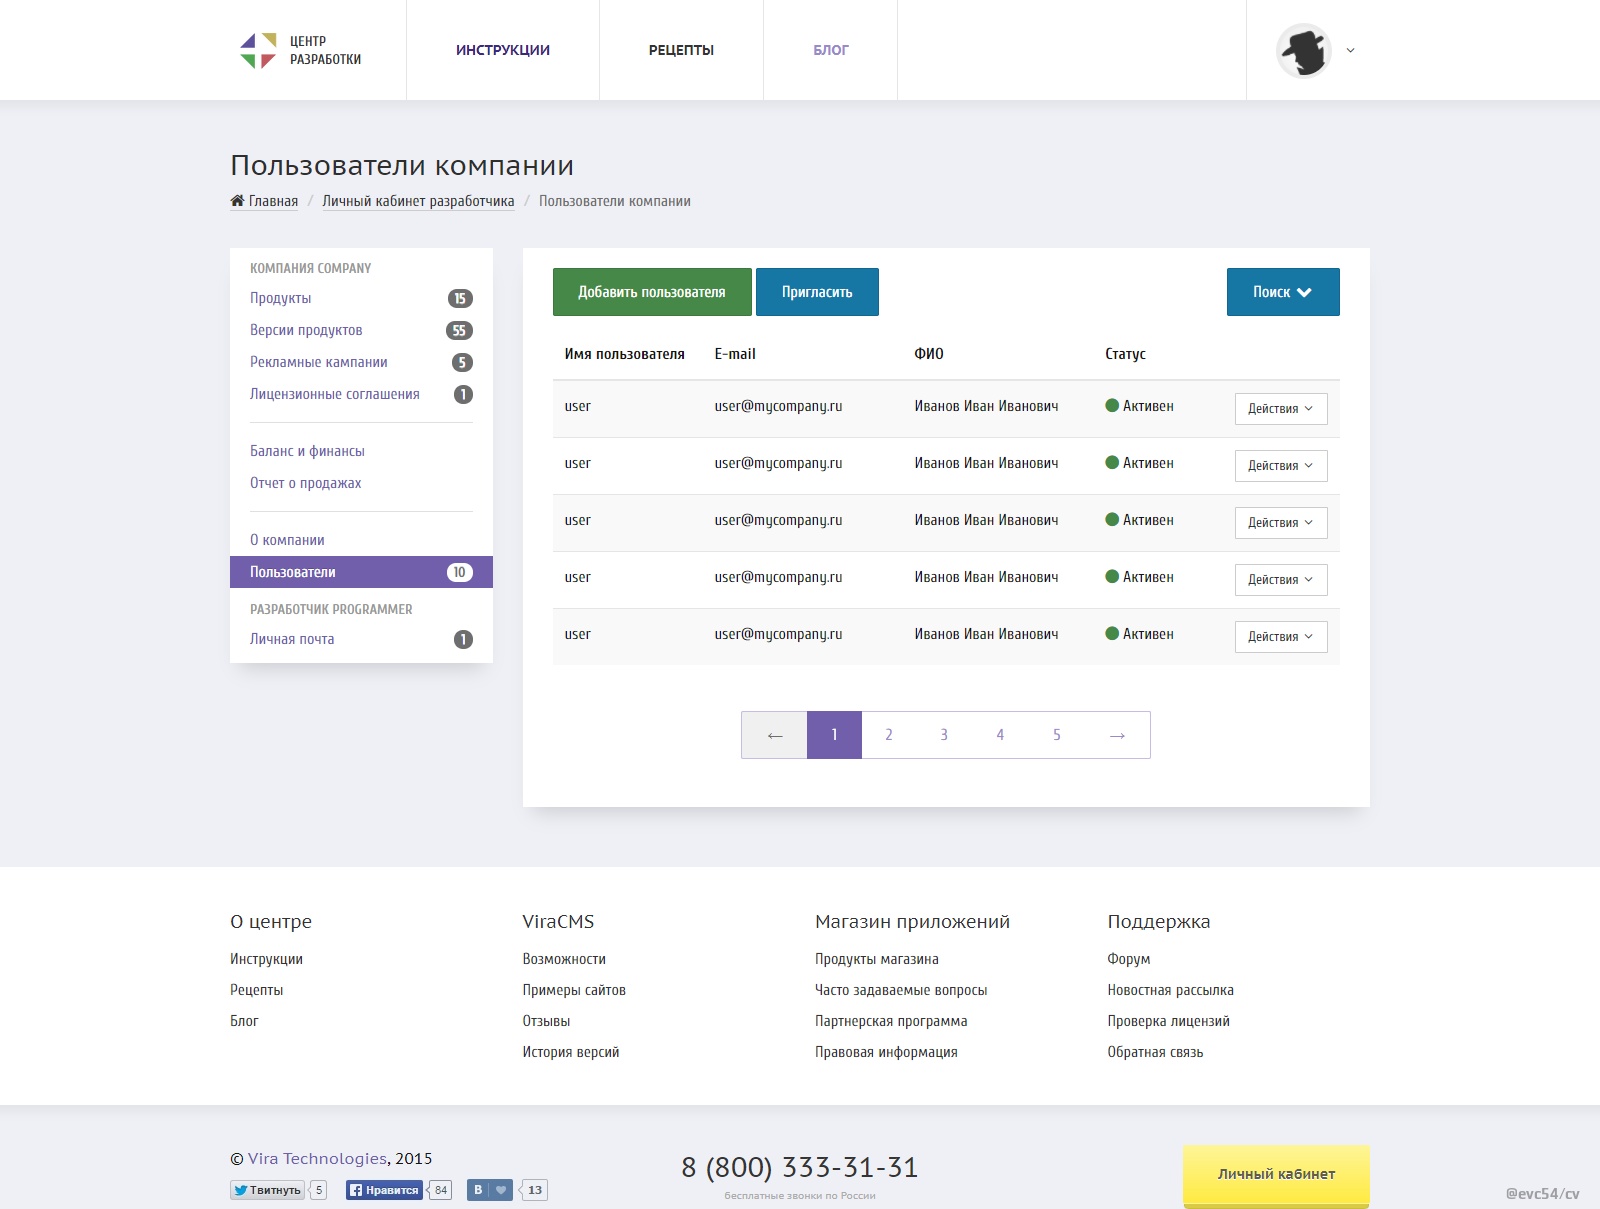 ЦЕНТР
РАЗРАБОТКИ
ИНСТРУКЦИИ
РЕЦЕПТЫ
БЛОГ
Пользователи компании
Главная / Личный кабинет разработчика / Пользователи компании
КОМПАНИЯ COMPANY
Продукты 15
Версии продуктов 55
Рекламные кампании 5
Лицензионные соглашения 1
Баланс и финансы
Отчет о продажах
О компании
Пользователи 10
РАЗРАБОТЧИК PROGRAMMER
Личная почта 1
Добавить пользователя Пригласить Поиск
Имя пользователя E-mail ФИО Статус
user user@mycompany.ru Иванов Иван Иванович Активен Действия
user user@mycompany.ru Иванов Иван Иванович Активен Действия
user user@mycompany.ru Иванов Иван Иванович Активен Действия
user user@mycompany.ru Иванов Иван Иванович Активен Действия
user user@mycompany.ru Иванов Иван Иванович Активен Действия
← 1 2 3 4 5 →
О центре
Инструкции
Рецепты
Блог
ViraCMS
Возможности
Примеры сайтов
Отзывы
История версий
Магазин приложений
Продукты магазина
Часто задаваемые вопросы
Партнерская программа
Правовая информация
Поддержка
Форум
Новостная рассылка
Проверка лицензий
Обратная связь
© Vira Technologies, 2015
Твитнуть 5 Нравится 84 В 13
8 (800) 333-31-31
бесплатные звонки по России
Личный кабинет
@evc54/cv